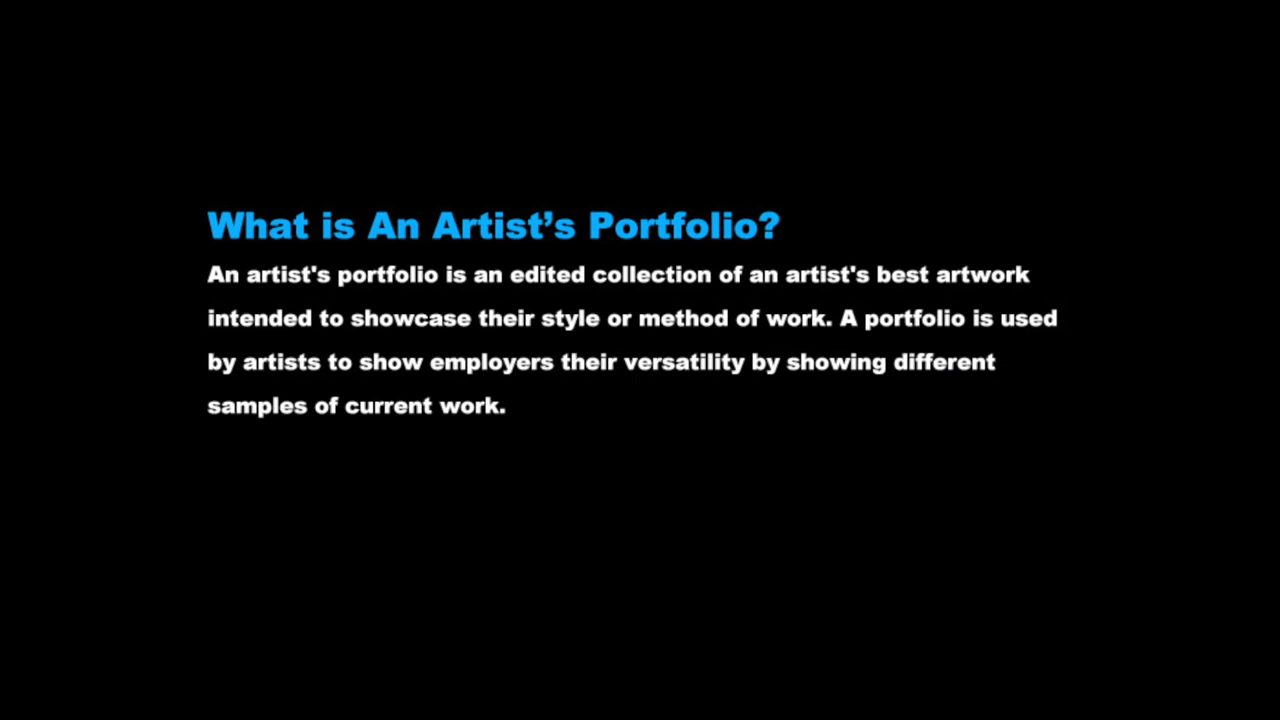 What is An Artist’s Portfolio?
An artist's portfolio is an edited collection of an artist's best artwork
intended to showcase their style or method of work. A portfolio is used
by artists to show employers their versatility by showing different
samples of current work.